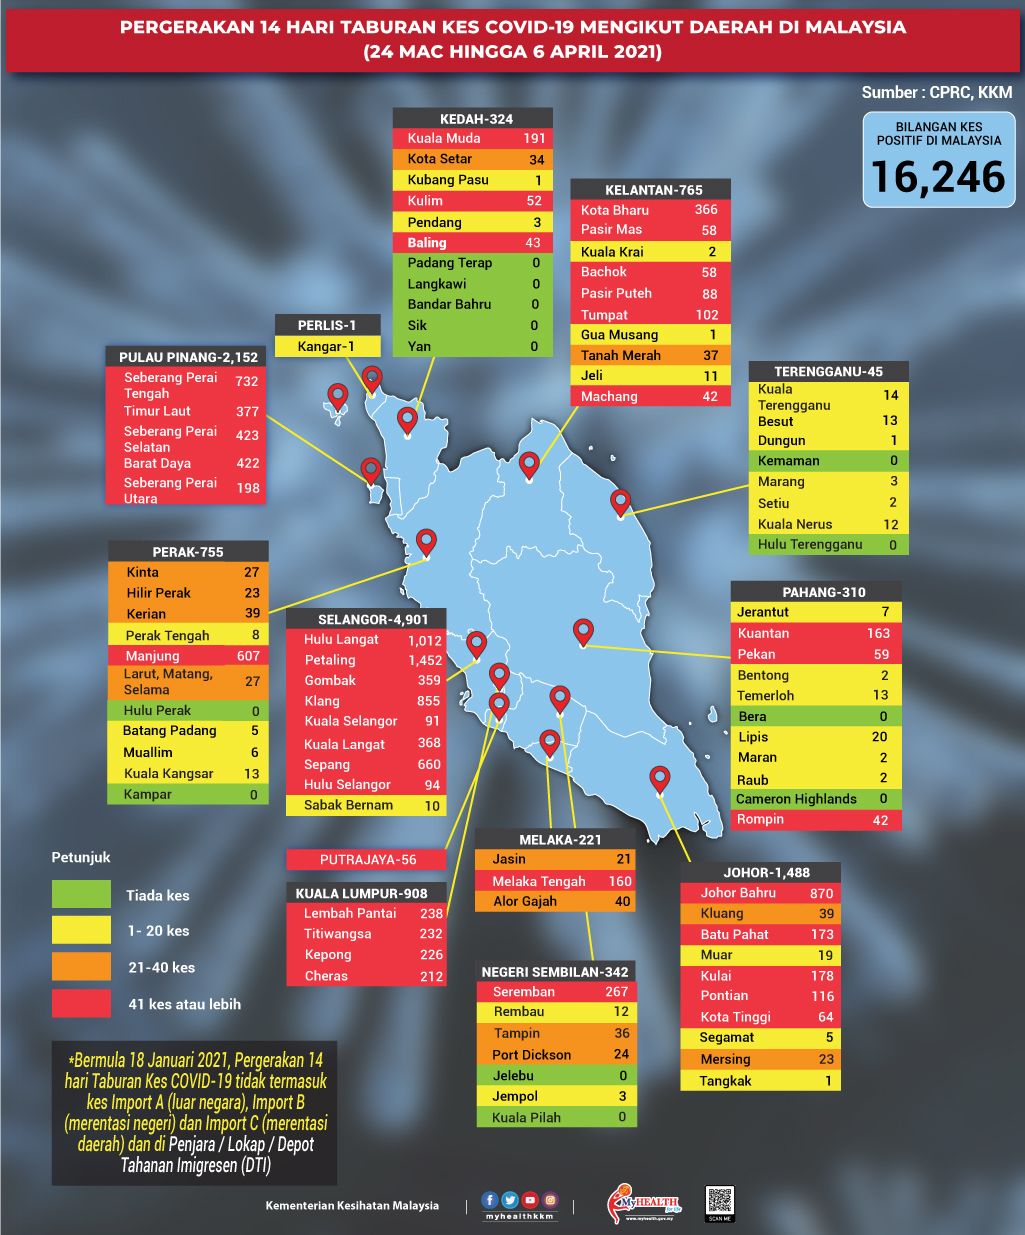 PERGERAKAN 14 HARI TABURAN KES COVID-19 MENGIKUT DAERAH DI MALAYSIA
(24 MAC HINGGA 6 APRIL 2021)
Sumber : CPRC, KKM
BILANGAN KES
POSITIF DI MALAYSIA
16,246
KEDAH-324
Kuala Muda 191
Kota Setar 34
Kubang Pasu 1
Kulim 52
Pendang 3
Baling 43
Padang Terap 0
Langkawi 0
Bandar Bahru 0
Sik 0
Yan 0
KELANTAN-765
Kota Bharu 366
Pasir Mas 58
Kuala Krai 2
Bachok 58
Pasir Puteh 88
Tumpat 102
Gua Musang 1
Tanah Merah 37
Jeli 11
Machang 42
PERLIS-1
Kangar-1
PULAU PINANG-2,152
Seberang Perai
Tengah 732
Timur Laut 377
Seberang Perai
Selatan 423
Barat Daya 422
Seberang Perai
Utara 198
TERENGGANU-45
Kuala
Terengganu 14
Besut 13
Dungun 1
Kemaman 0
Marang 3
Setiu 2
Kuala Nerus 12
Hulu Terengganu 0
PERAK-755
Kinta 27
Hilir Perak 23
Kerian 39
Perak Tengah 8
Manjung 607
Larut, Matang,
Selama 27
Hulu Perak 0
Batang Padang 5
Muallim 6
Kuala Kangsar 13
Kampar 0
SELANGOR-4,901
Hulu Langat 1,012
Petaling 1,452
Gombak 359
Klang 855
Kuala Selangor 91
Kuala Langat 368
Sepang 660
Hulu Selangor 94
Sabak Bernam 10
PAHANG-310
Jerantut 7
Kuantan 163
Pekan 59
Bentong 2
Temerloh 13
Bera 0
Lipis 20
Maran 2
Raub 2
Cameron Highlands 0
Rompin 42
PUTRAJAYA-56
KUALA LUMPUR-908
Lembah Pantai 238
Titiwangsa 232
Kepong 226
Cheras 212
MELAKA-221
Jasin 21
Melaka Tengah 160
Alor Gajah 40
NEGERI SEMBILAN-342
Seremban 267
Rembau 12
Tampin 36
Port Dickson 24
Jelebu 0
Jempol 3
Kuala Pilah 0
JOHOR-1,488
Johor Bahru 870
Kluang 39
Batu Pahat 173
Muar 19
Kulai 178
Pontian 116
Kota Tinggi 64
Segamat 5
Mersing 23
Tangkak 1
Petunjuk
Tiada kes
1- 20 kes
21-40 kes
41 kes atau lebih
*Bermula 18 Januari 2021, Pergerakan 14
hari Taburan Kes COVID-19 tidak termasuk
kes Import A (luar negara), Import B
(merentasi negeri) dan Import C (merentasi
daerah) dan di Penjara / Lokap / Depot
Tahanan Imigresen (DTI)
Kementerian Kesihatan Malaysia
myhealthkkm
MyHEALTH
for life
www.myhealth.gov.my
SCAN ME